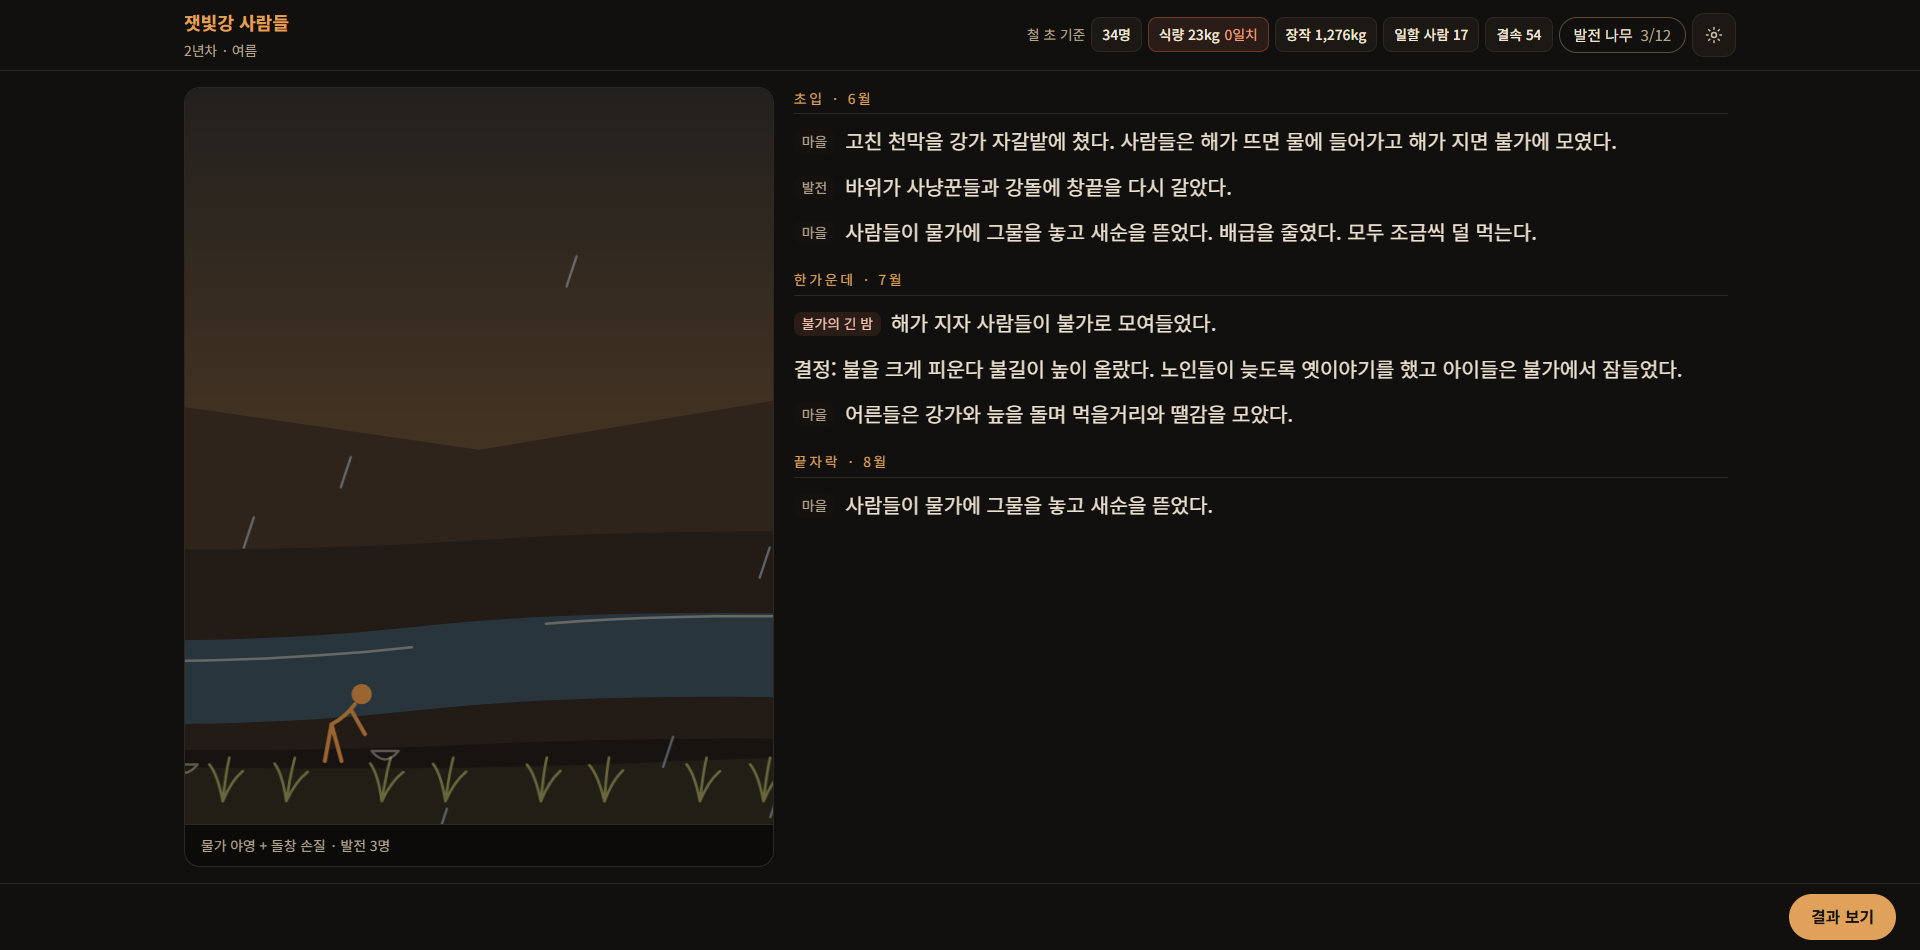 잿빛강 사람들
2년차 · 여름
철 초 기준
34명
식량 23kg 0일치
장작 1,276kg
일할 사람 17
결속 54
발전 나무 3/12
초입 · 6월
마을 고친 천막을 강가 자갈밭에 쳤다. 사람들은 해가 뜨면 물에 들어가고 해가 지면 불가에 모였다.
발전 바위가 사냥꾼들과 강돌에 창끝을 다시 갈았다.
마을 사람들이 물가에 그물을 놓고 새순을 뜯었다. 배급을 줄였다. 모두 조금씩 덜 먹는다.
한가운데 · 7월
불가의 긴 밤 해가 지자 사람들이 불가로 모여들었다.
결정: 불을 크게 피운다 불길이 높이 올랐다. 노인들이 늦도록 옛이야기를 했고 아이들은 불가에서 잠들었다.
마을 어른들은 강가와 늪을 돌며 먹을거리와 땔감을 모았다.
끝자락 · 8월
마을 사람들이 물가에 그물을 놓고 새순을 뜯었다.
물가 야영 + 돌창 손질 · 발전 3명
결과 보기